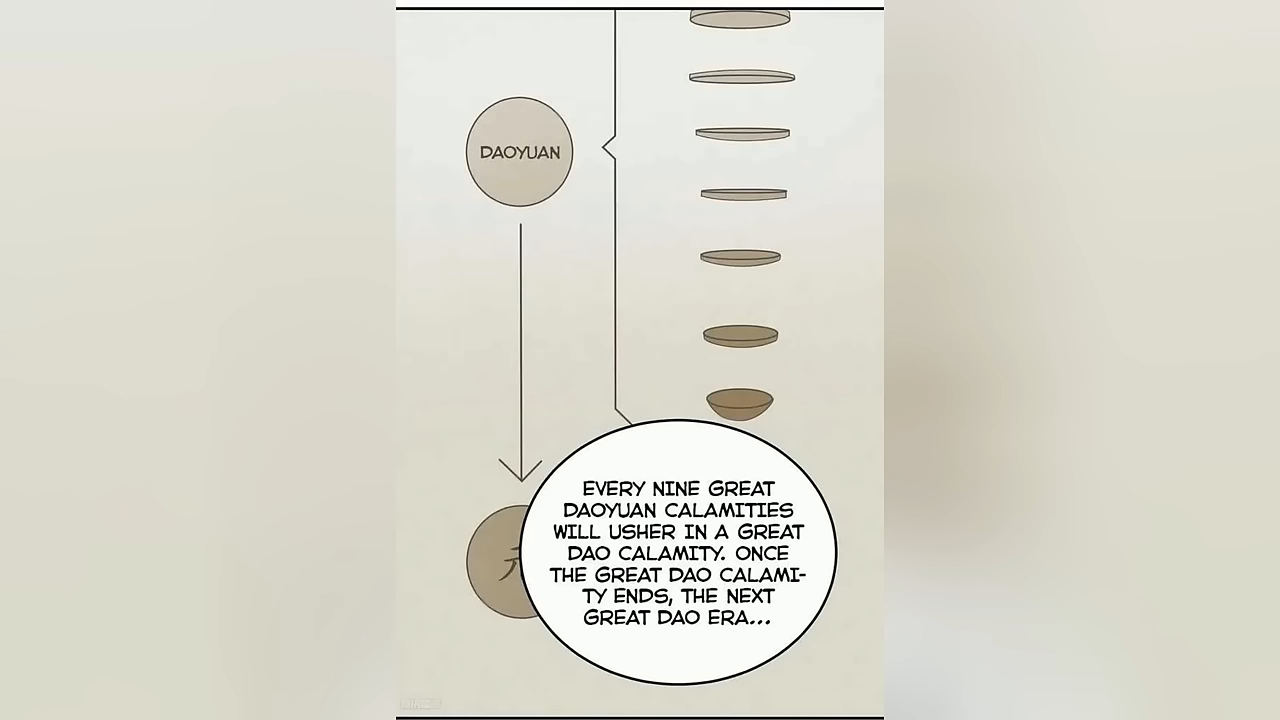 DAOYUAN
EVERY NINE GREAT
DAOYUAN CALAMITIES
WILL USHER IN A GREAT
DAO CALAMITY. ONCE
THE GREAT DAO CALAMI-
TY ENDS, THE NEXT
GREAT DAO ERA...